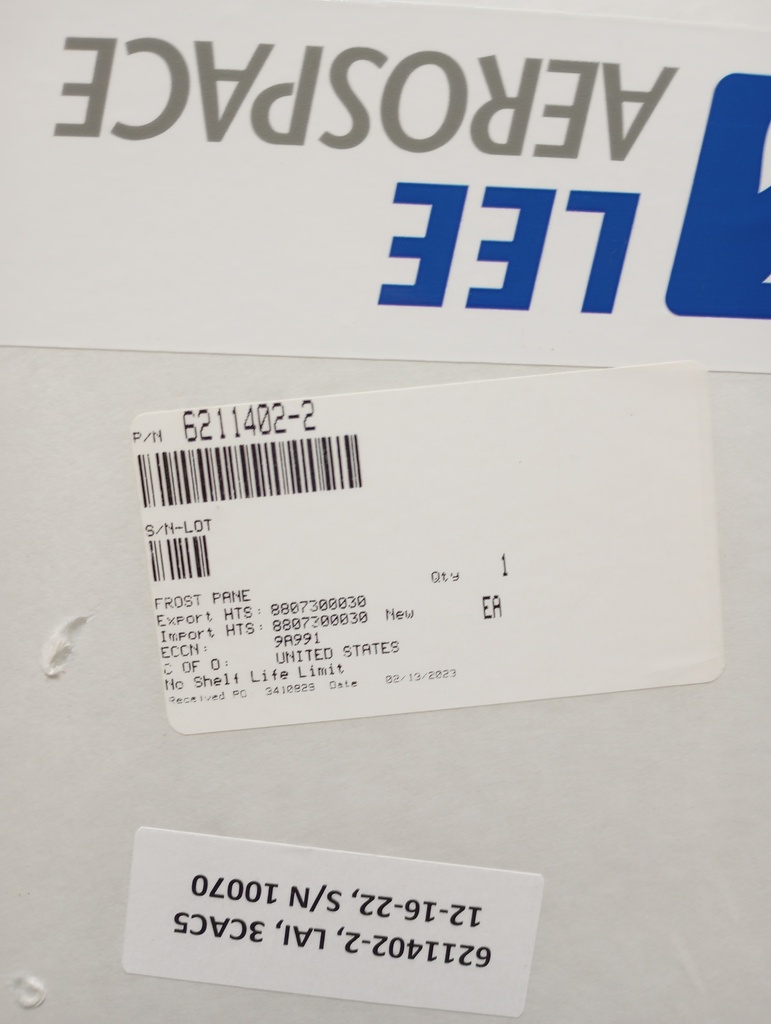 LEE
AEROSPACE
P/N 6211402-2
S/N-LOT
Qty 1
FROST PANE
EA
Export HTS: 8807300030
Import HTS: 8807300030 New
ECCN: 9A991
C OF O: UNITED STATES
No Shelf Life Limit
Received PO 3410829 Date 02/13/2023
6211402-2, LAI, 3CAC5
12-16-22, S/N 10070